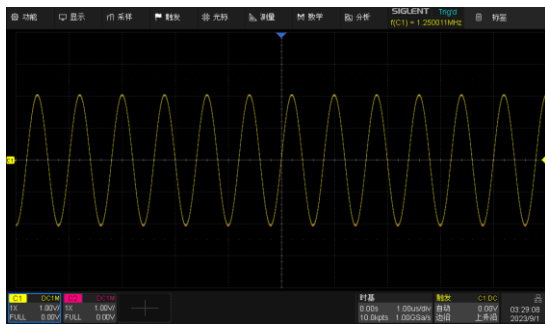 功能 显示 采样 触发 光标 测量 数学 分析 SIGLENT Trig'd 标签
f(C1) = 1.250011MHz
C1
C1 DC1M C2 DC1M 时基 触发 C1 DC
1X 1.00V/ 1X 1.00V/ 0.00s 1.00us/div 自动 0.00V 03:29:08
FULL 0.00V FULL 0.00V 10.0kpts 1.00GSa/s 边沿 上升沿 2023/9/1